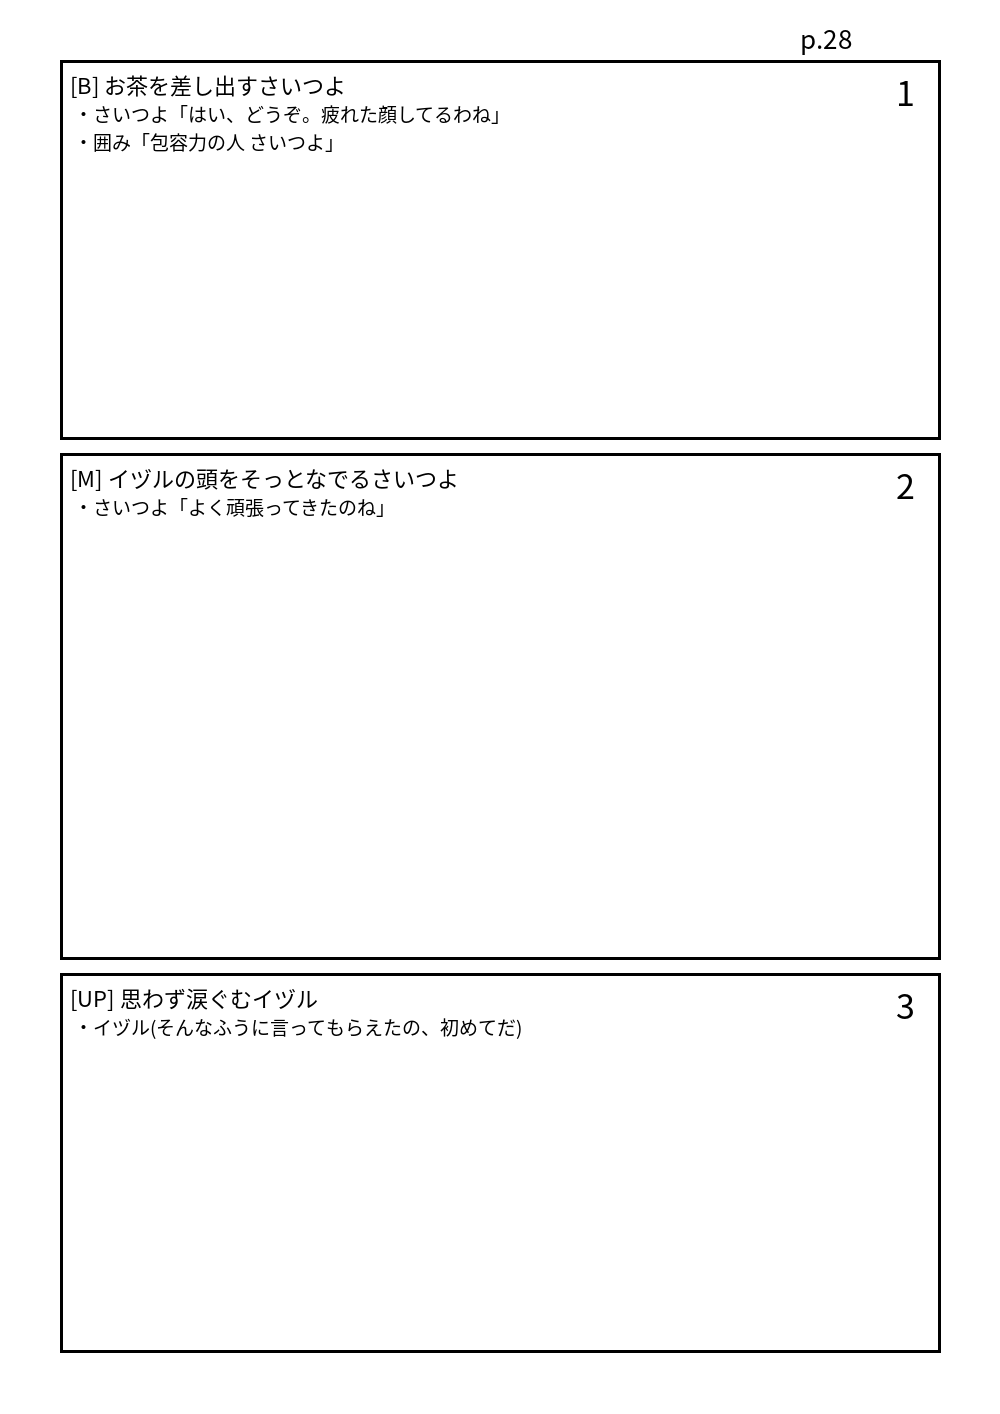 p.28
[B] お茶を差し出すさいつよ
1
・さいつよ「はい、どうぞ。疲れた顔してるわね」
・囲み「包容力の人 さいつよ」
[M] イヅルの頭をそっとなでるさいつよ
2
・さいつよ「よく頑張ってきたのね」
[UP] 思わず涙ぐむイヅル
3
・イヅル(そんなふうに言ってもらえたの、初めてだ)